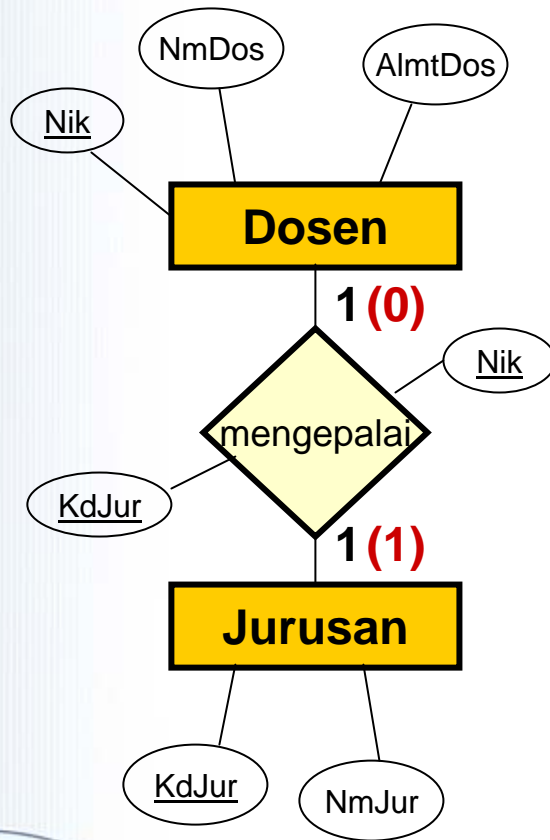 NmDos
AlmtDos
Nik
Dosen
1 (0)
Nik
mengepalai
KdJur
1 (1)
Jurusan
KdJur
NmJur